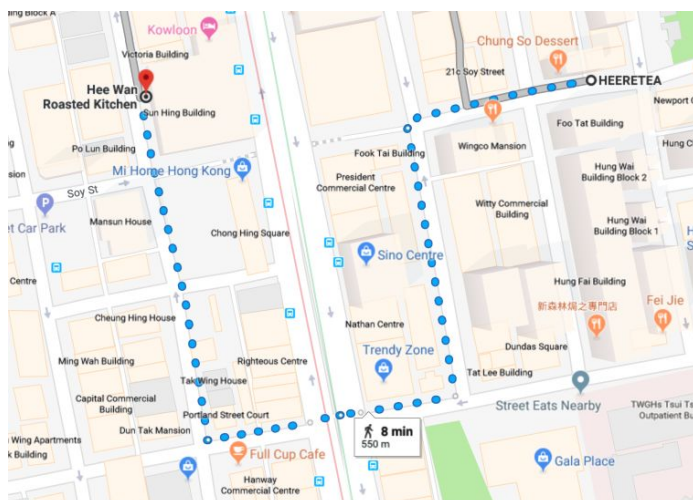 ing Block A
Kowloon
Victoria Building
Chung So Dessert
21c Soy Street
HEERETEA
Hee Wan
Roasted Kitchen
Sun Hing Building
Newport C
Foo Tat Building
Po Lun Building
Fook Tai Building
Wingco Mansion
Hung C
Mi Home Hong Kong
President
Commercial Centre
Hung Wai
Building Block 2
Soy St
et Car Park
Mansun House
Witty Commercial
Building
Hung Wai
Building Block 1
Chong Hing Square
Sino Centre
Centre
Hung Fai Building
Cheung Hing House
Nathan Centre
新森林焗之專門店
Fei Jie
Ming Wah Building
Righteous Centre
Trendy Zone
Dundas Square
Tak Wing House
Tat Lee Building
Capital Commercial
Building
Portland Street Court
Street Eats Nearby
TWGHs Tsui Tsi
Outpatient Bu
Dun Tak Mansion
8 min
550 m
n Wing Apartments
Full Cup Cafe
Gala Place
k Building
Hanway
Commercial Centre